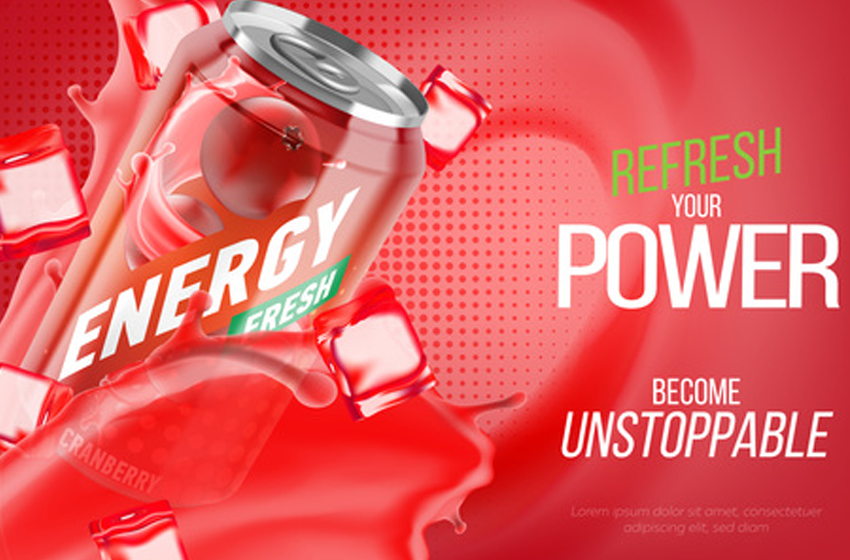 ENERGY
FRESH
CRANBERRY
REFRESH
YOUR
POWER
BECOME
UNSTOPPABLE
Lorem ipsum dolor sit amet, consectetuer
adipiscing elit, sed diam